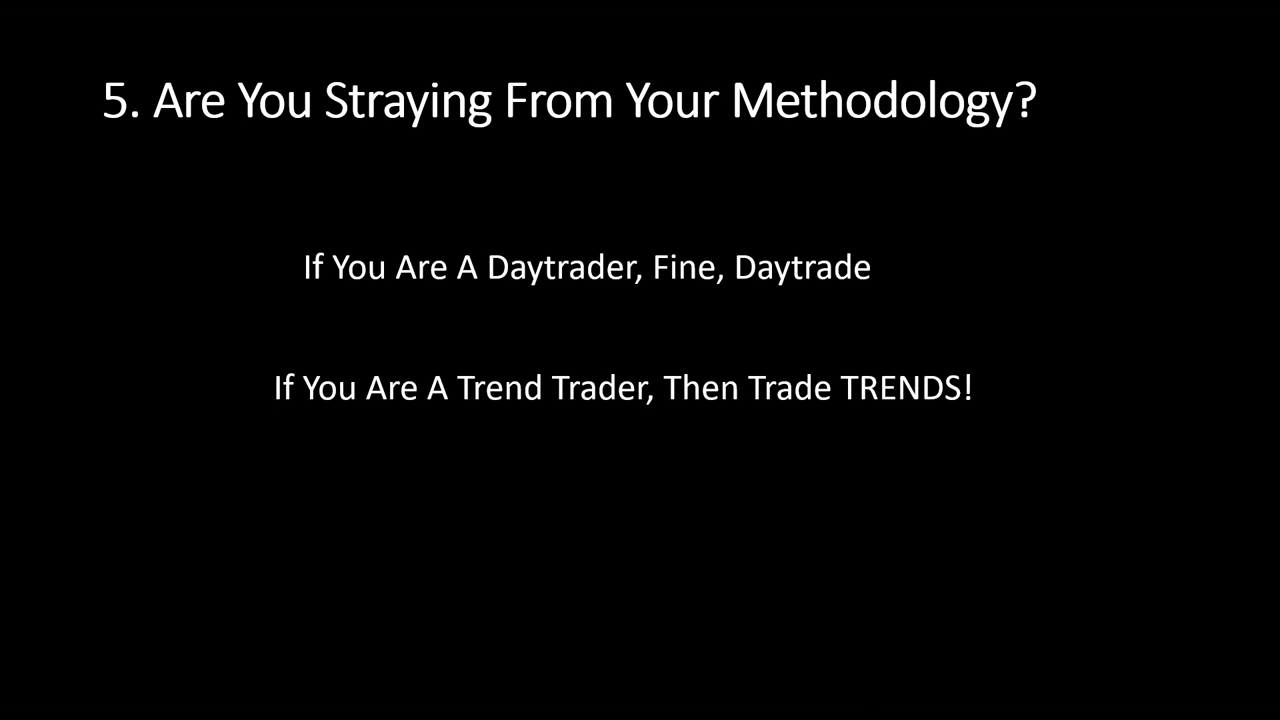 5. Are You Straying From Your Methodology?
If You Are A Daytrader, Fine, Daytrade
If You Are A Trend Trader, Then Trade TRENDS!